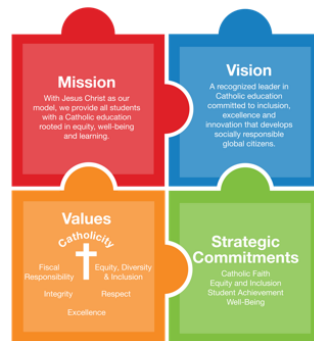 Mission
With Jesus Christ as our
model, we provide all students
with a Catholic education
rooted in equity, well-being
and learning.
Vision
A recognized leader in
Catholic education
committed to inclusion,
excellence and
innovation that develops
socially responsible
global citizens.
Values
Catholicity
Fiscal
Responsibility
Equity, Diversity
& Inclusion
Integrity
Respect
Excellence
Strategic
Commitments
Catholic Faith
Equity and Inclusion
Student Achievement
Well-Being